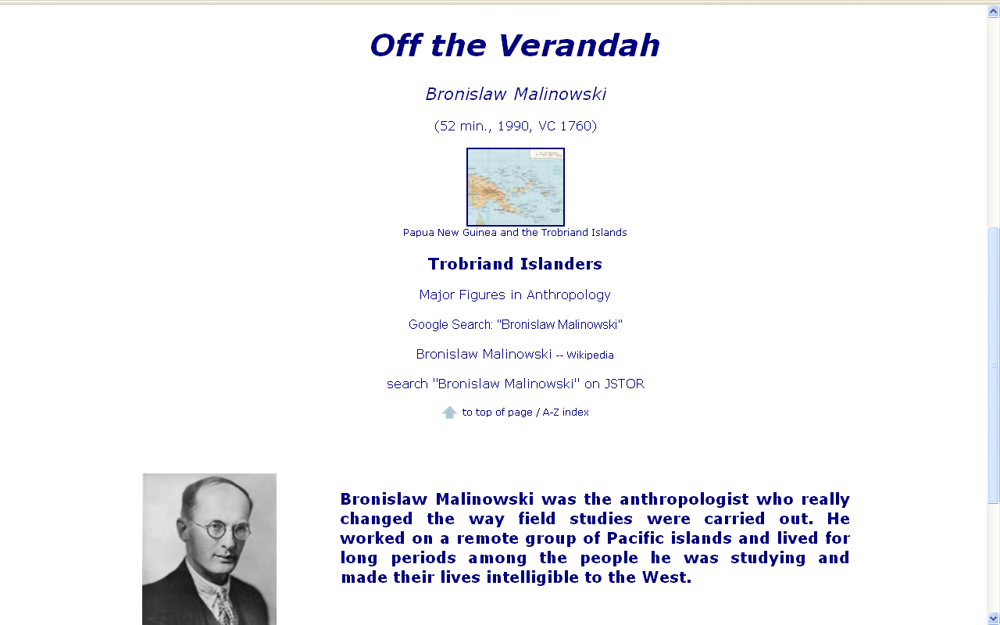 Off the Verandah
Bronislaw Malinowski
(52 min., 1990, VC 1760)
Papua New Guinea and the Trobriand Islands
Trobriand Islanders
Major Figures in Anthropology
Google Search: "Bronislaw Malinowski"
Bronislaw Malinowski -- Wikipedia
search "Bronislaw Malinowski" on JSTOR
to top of page / A-Z index
Bronislaw Malinowski was the anthropologist who really
changed the way field studies were carried out. He
worked on a remote group of Pacific islands and lived for
long periods among the people he was studying and
made their lives intelligible to the West.